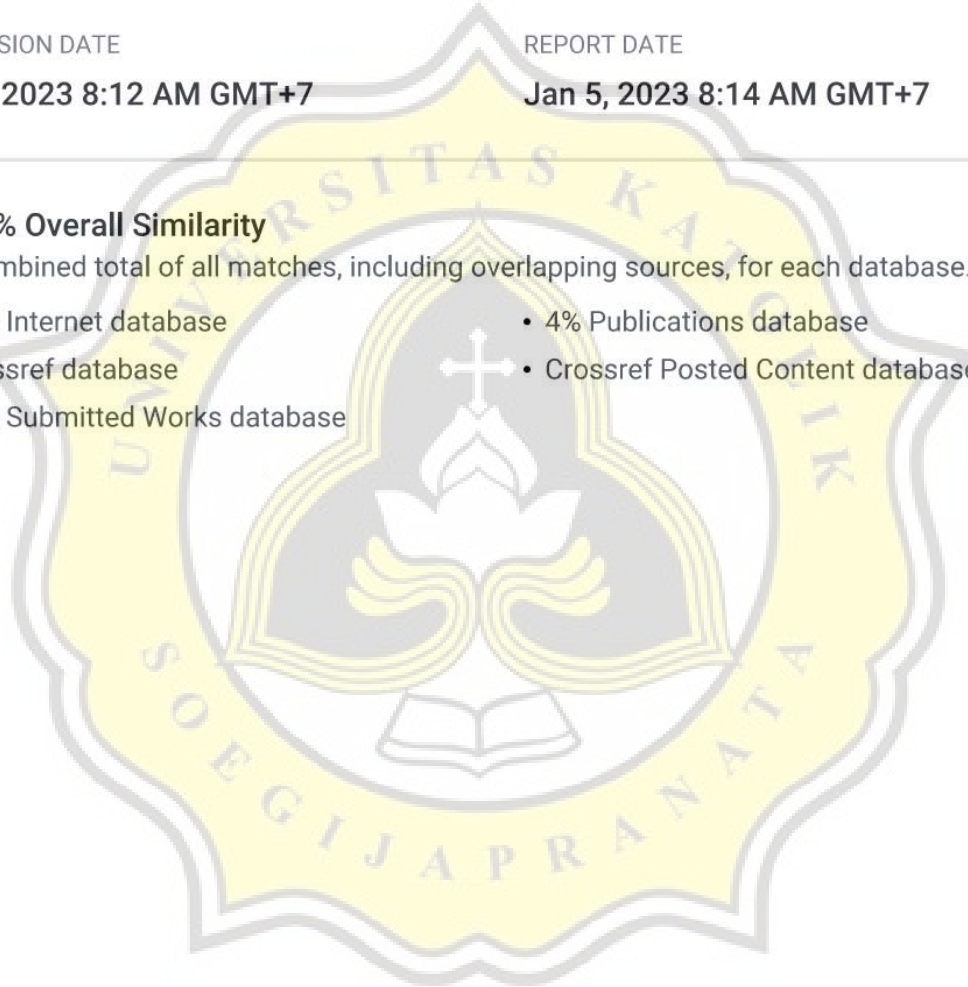 SION DATE
REPORT DATE
2023 8:12 AM GMT+7
Jan 5, 2023 8:14 AM GMT+7
% Overall Similarity
mbined total of all matches, including overlapping sources, for each database.
Internet database
• 4% Publications database
ssref database
• Crossref Posted Content database
Submitted Works database
UNIVERSITAS KATOLIK
SOEGIJAPRANATA